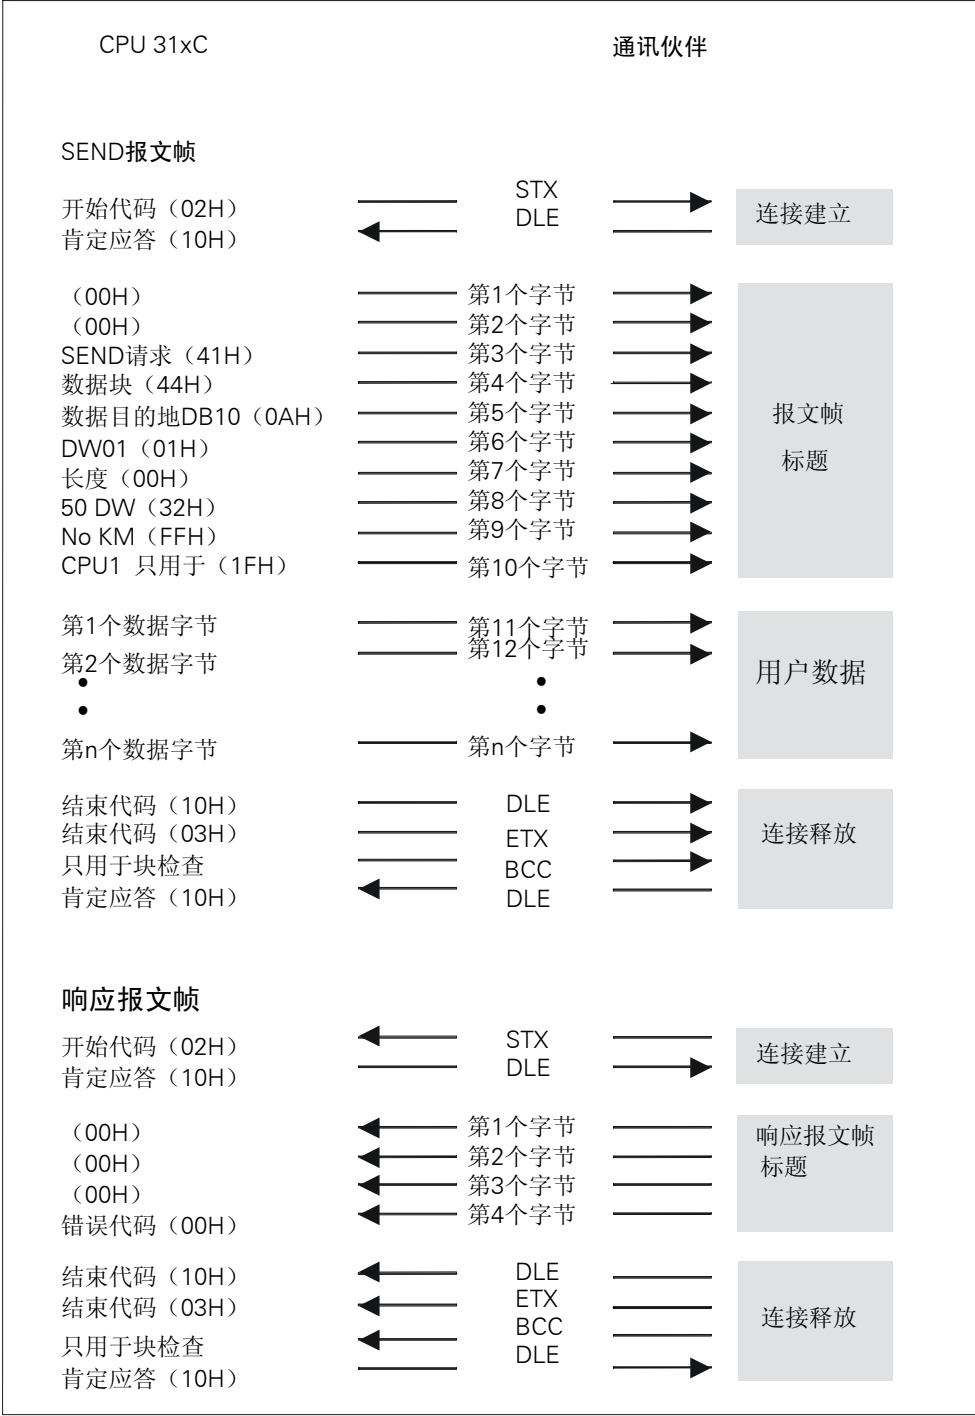 CPU 31xC 通讯伙伴
SEND报文帧
开始代码（02H） STX 连接建立
肯定应答（10H） DLE
（00H） 第1个字节
（00H） 第2个字节
SEND请求（41H） 第3个字节
数据块（44H） 第4个字节
数据目的地DB10（0AH） 第5个字节 报文帧
DW01（01H） 第6个字节 标题
长度（00H） 第7个字节
50 DW（32H） 第8个字节
No KM（FFH） 第9个字节
CPU1 只用于（1FH） 第10个字节
第1个数据字节 第11个字节
第2个数据字节 第12个字节 用户数据
• •
• •
第n个数据字节 第n个字节
结束代码（10H） DLE
结束代码（03H） ETX 连接释放
只用于块检查 BCC
肯定应答（10H） DLE
响应报文帧
开始代码（02H） STX 连接建立
肯定应答（10H） DLE
（00H） 第1个字节 响应报文帧
（00H） 第2个字节 标题
（00H） 第3个字节
错误代码（00H） 第4个字节
结束代码（10H） DLE
结束代码（03H） ETX 连接释放
只用于块检查 BCC
肯定应答（10H） DLE